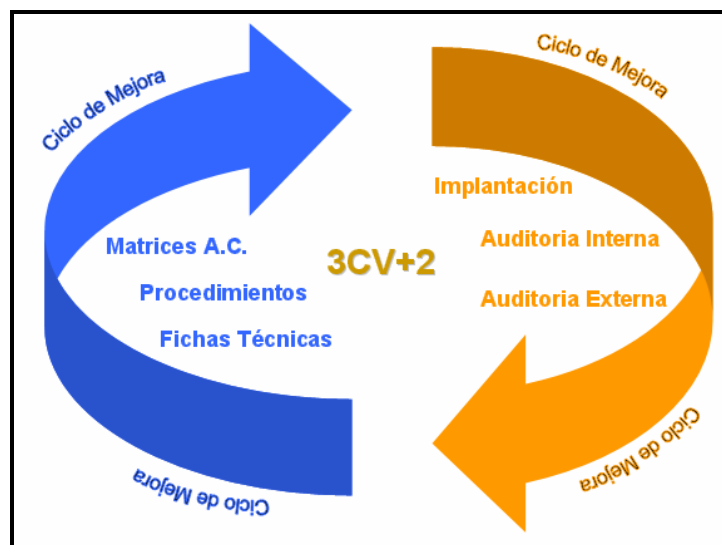 Ciclo de Mejora
Ciclo de Mejora
Implantación
Matrices A.C.
3CV+2
Auditoria Interna
Procedimientos
Auditoria Externa
Fichas Técnicas
Ciclo de Mejora
Ciclo de Mejora